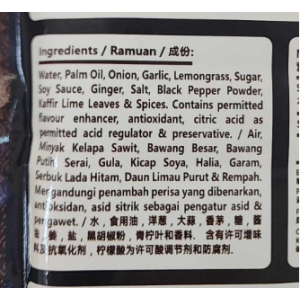 Ingredients / Ramuan / 成份:
Water, Palm Oil, Onion, Garlic, Lemongrass, Sugar,
Soy Sauce, Ginger, Salt, Black Pepper Powder,
Kaffir Lime Leaves & Spices. Contains permitted
flavour enhancer, antioxidant, citric acid as
permitted acid regulator & preservative. / Air,
Minyak Kelapa Sawit, Bawang Besar, Bawang
Putih, Serai, Gula, Kicap Soya, Halia, Garam,
Serbuk Lada Hitam, Daun Limau Purut & Rempah.
Mengandungi penambah perisa yang dibenarkan,
antioksidan, asid sitrik sebagai pengatur asid &
pengawet. / 水，食用油，洋葱，大蒜，香茅，糖，酱
油，姜，盐，黑胡椒粉，青柠叶和香料. 含有许可增味
料及抗氧化剂，柠檬酸为许可酸调节剂和防腐剂.